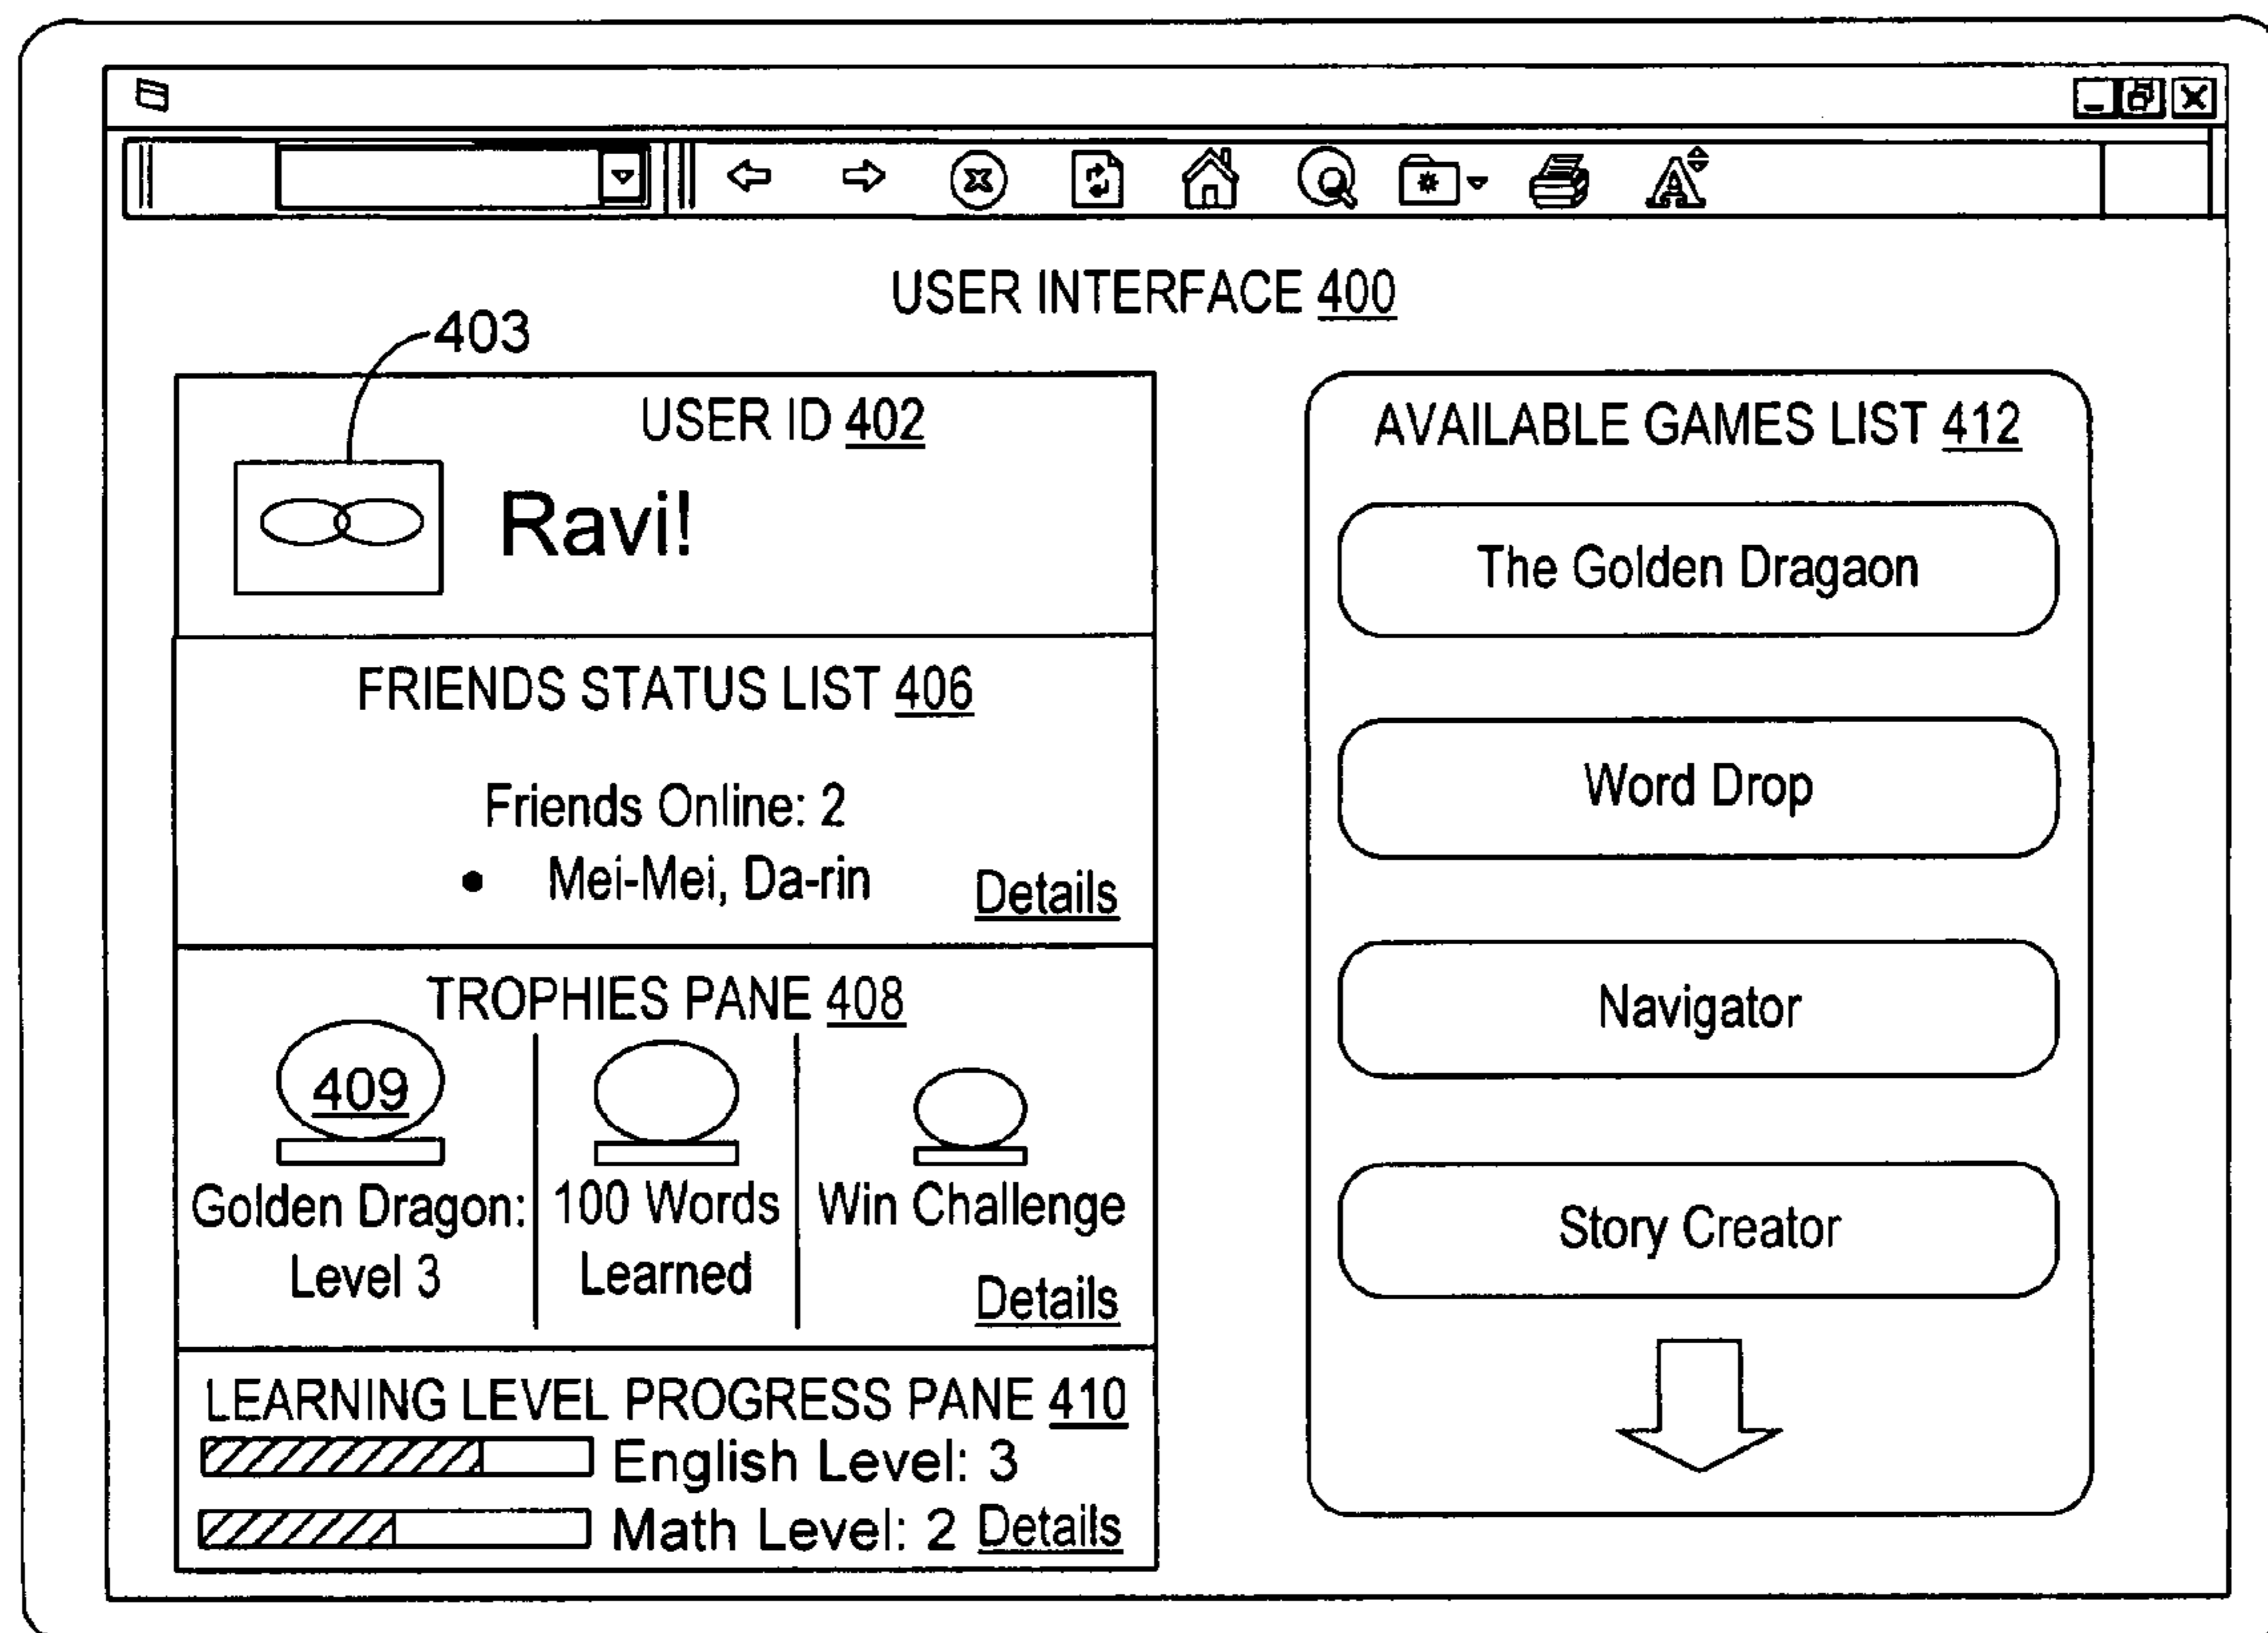 USER INTERFACE 400
403
USER ID 402
Ravi!
FRIENDS STATUS LIST 406
Friends Online: 2
• Mei-Mei, Da-rin
Details
TROPHIES PANE 408
409
Golden Dragon:
Level 3
100 Words
Learned
Win Challenge
Details
LEARNING LEVEL PROGRESS PANE 410
English Level: 3
Math Level: 2 Details
AVAILABLE GAMES LIST 412
The Golden Dragaon
Word Drop
Navigator
Story Creator